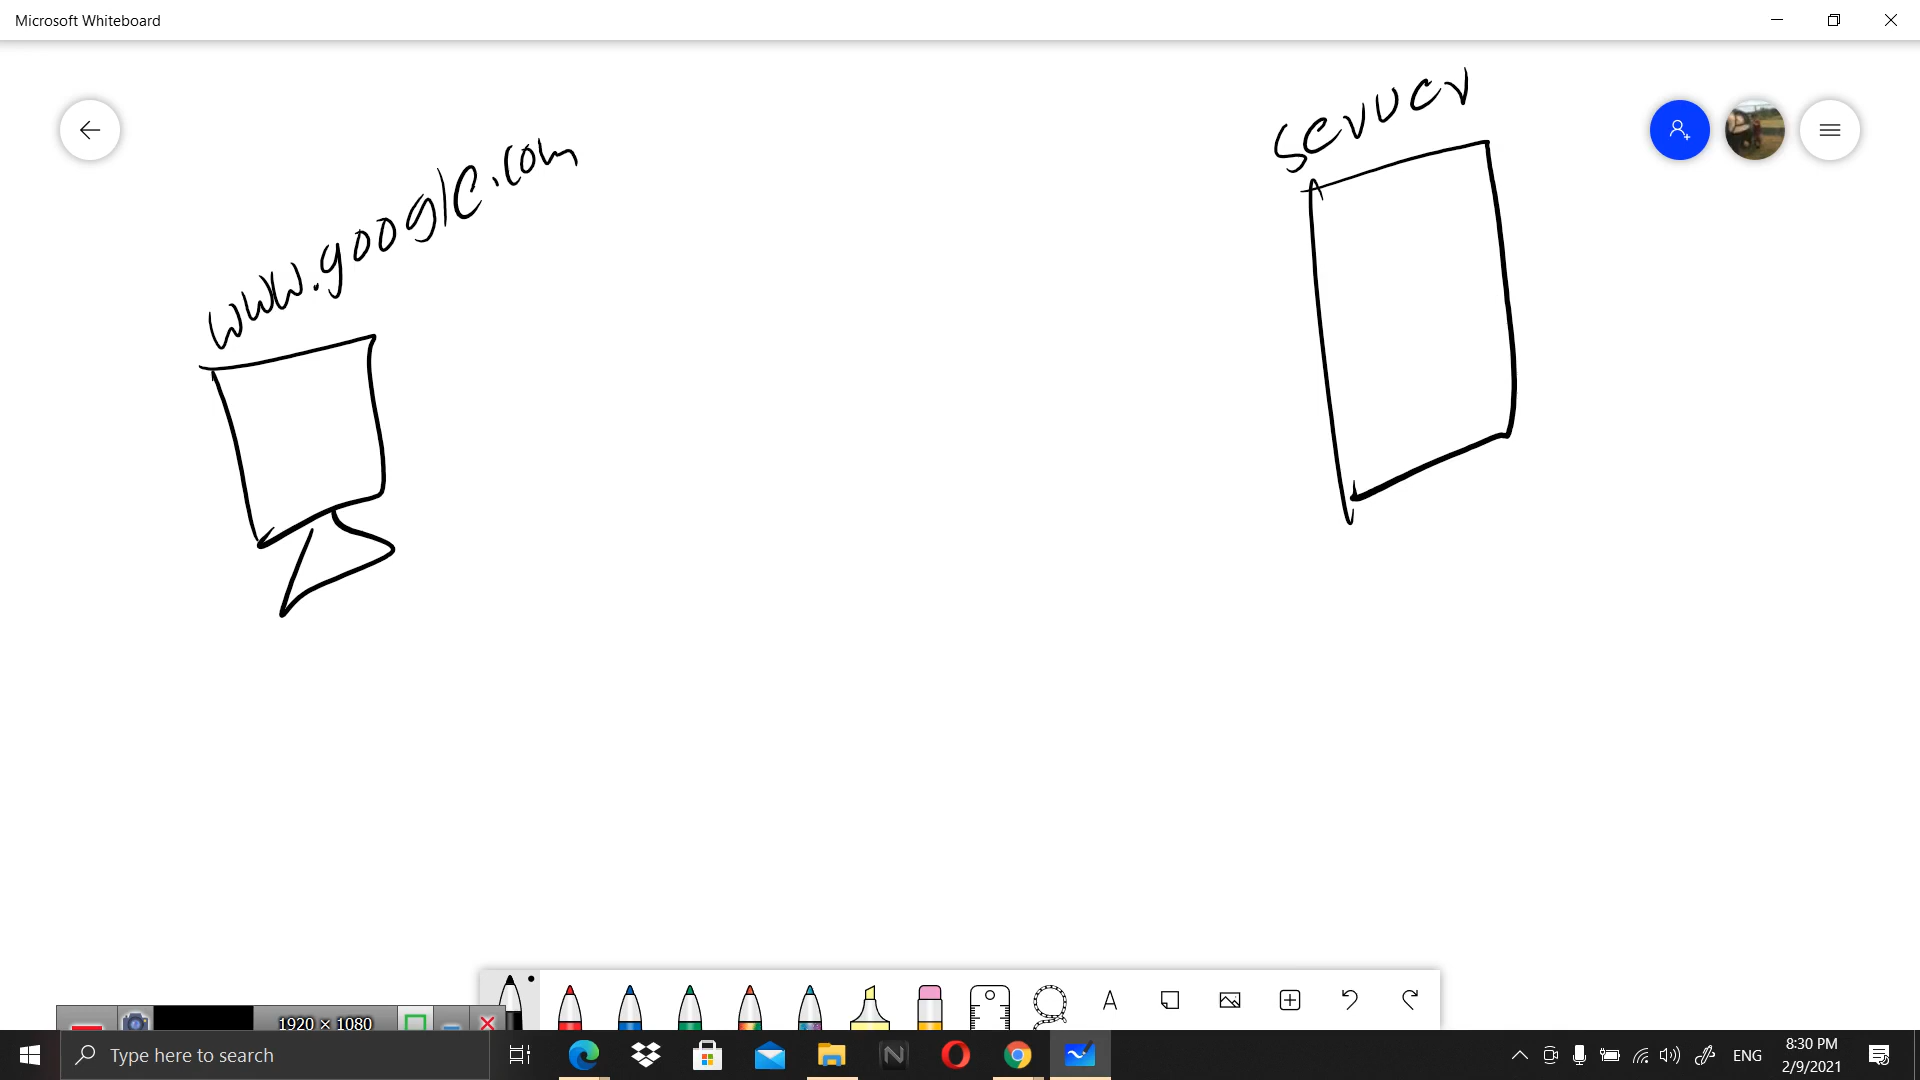 Microsoft Whiteboard
server
www.google.com
1920 × 1080
Type here to search
ENG
8:30 PM
2/9/2021